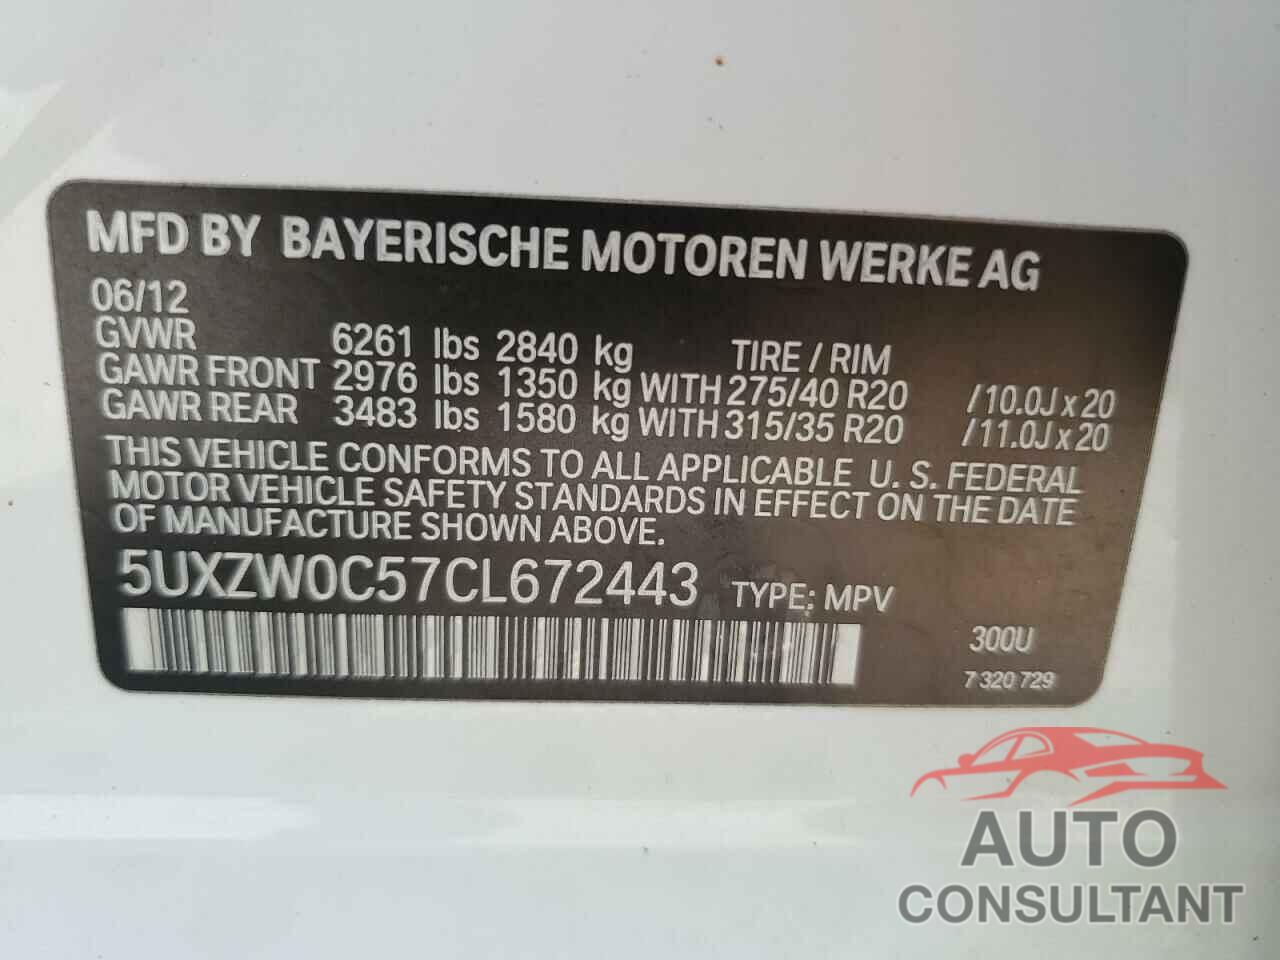 MFD BY BAYERISCHE MOTOREN WERKE AG
06/12
GVWR 6261 lbs 2840 kg TIRE / RIM
GAWR FRONT 2976 lbs 1350 kg WITH 275/40 R20 /10.0J x 20
GAWR REAR 3483 lbs 1580 kg WITH 315/35 R20 /11.0J x 20
THIS VEHICLE CONFORMS TO ALL APPLICABLE U. S. FEDERAL
MOTOR VEHICLE SAFETY STANDARDS IN EFFECT ON THE DATE
OF MANUFACTURE SHOWN ABOVE.
5UXZW0C57CL672443 TYPE: MPV
300U
7 320 729
AUTO
CONSULTANT